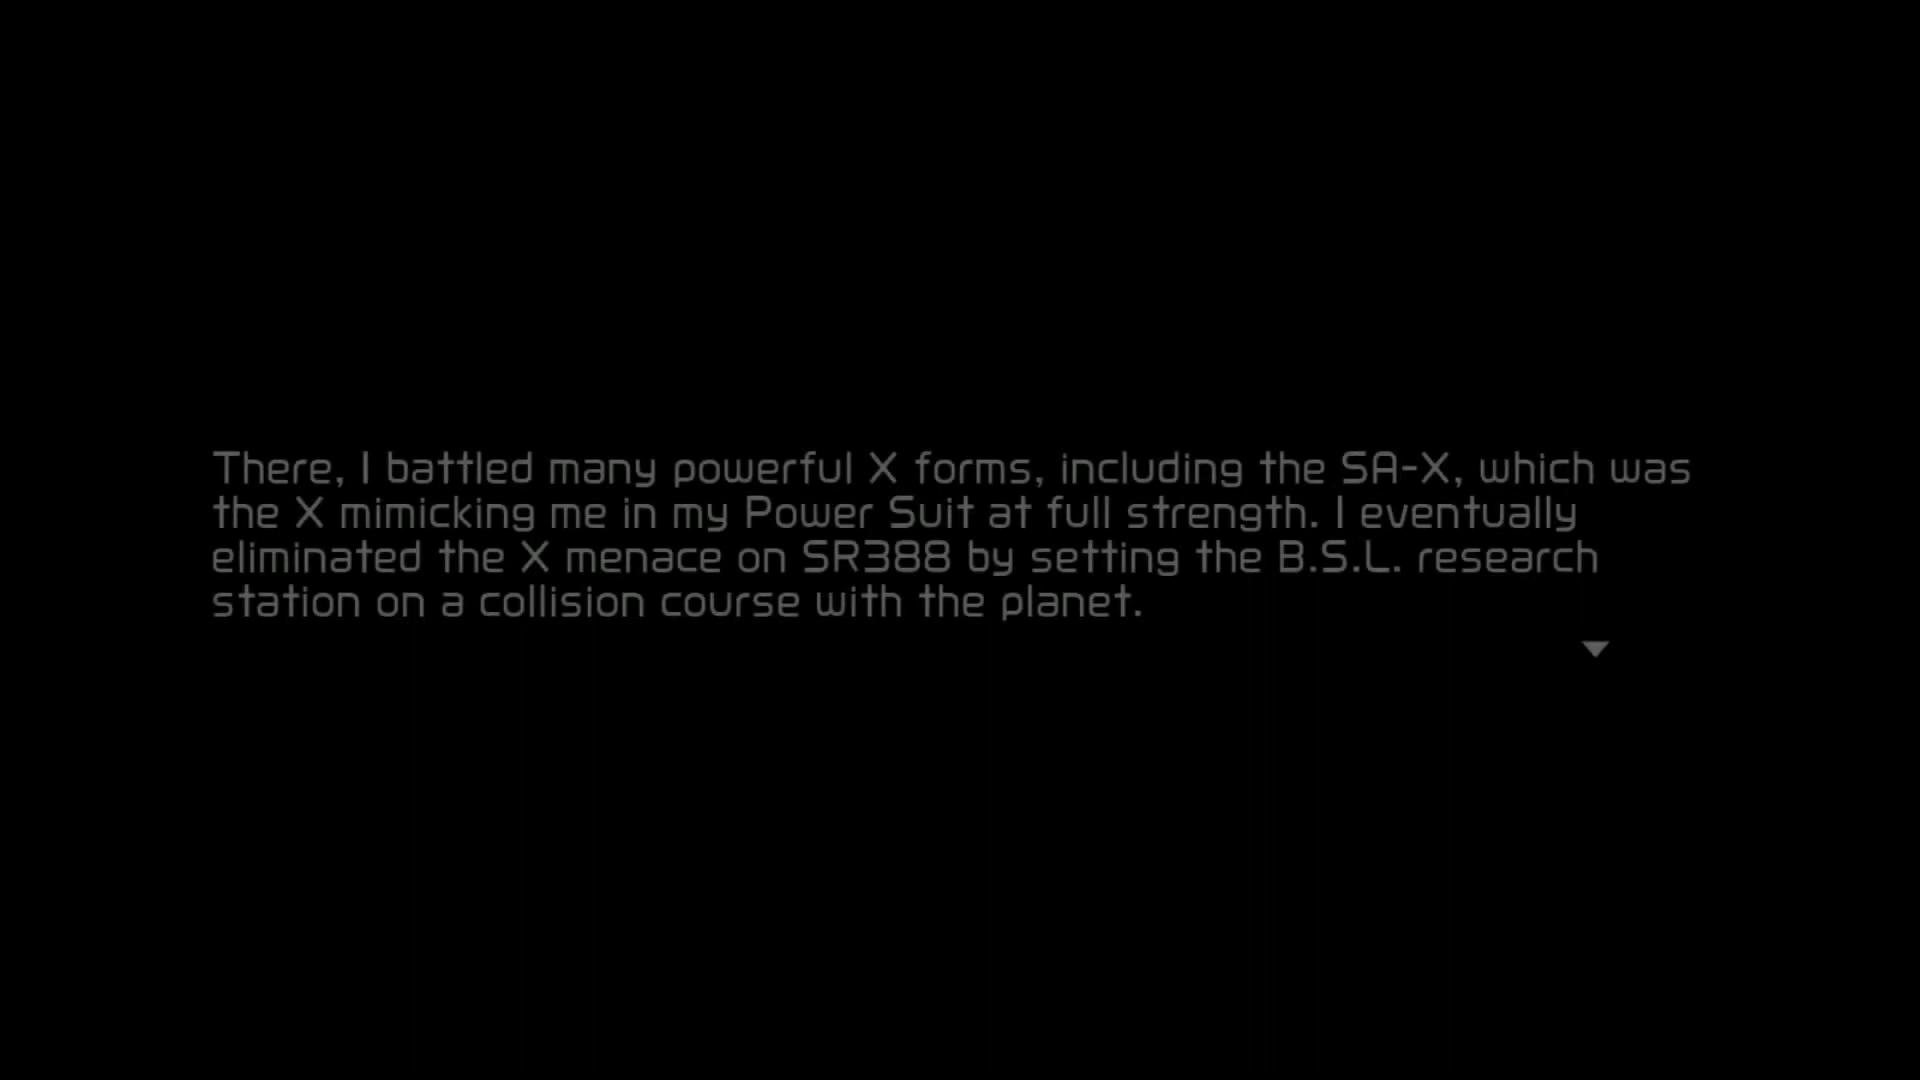 There, I battled many powerful X forms, including the SA-X, which was
the X mimicking me in my Power Suit at full strength. I eventually
eliminated the X menace on SR388 by setting the B.S.L. research
station on a collision course with the planet.